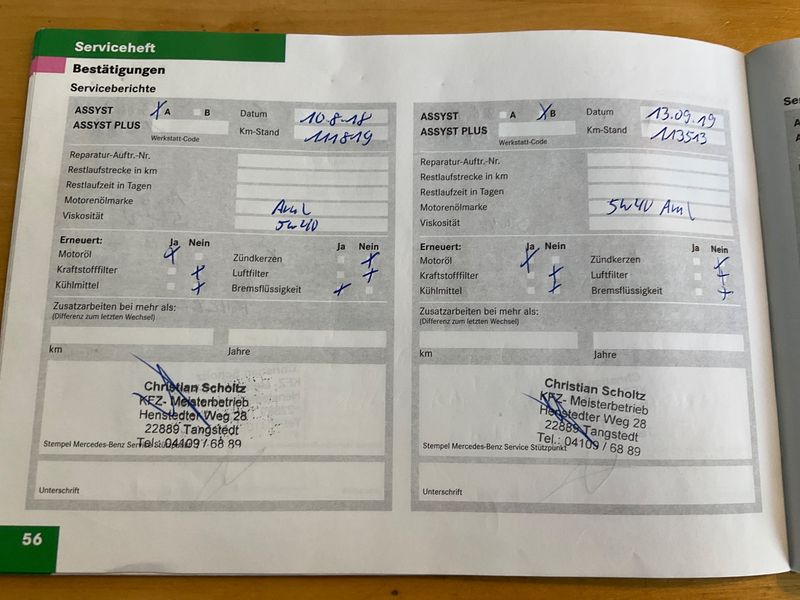 Serviceheft
Bestätigungen
Serviceberichte
ASSYST X A B Datum 10.8.18
ASSYST PLUS Km-Stand 111819
Werkstatt-Code
Reparatur-Auftr.-Nr.
Restlaufstrecke in km
Restlaufzeit in Tagen
Motorenölmarke Aral
Viskosität 5w40
Erneuert: Ja Nein Ja Nein
Motoröl X Zündkerzen X
Kraftstofffilter X Luftfilter X
Kühlmittel X Bremsflüssigkeit X
Zusatzarbeiten bei mehr als:
(Differenz zum letzten Wechsel)
km Jahre
Christian Scholtz
KFZ- Meisterbetrieb
Henstedter Weg 28
22889 Tangstedt
Tel.: 04109 / 68 89
Stempel Mercedes-Benz Service Stützpunkt
Unterschrift
ASSYST A X B Datum 13.09.19
ASSYST PLUS Km-Stand 113513
Werkstatt-Code
Reparatur-Auftr.-Nr.
Restlaufstrecke in km
Restlaufzeit in Tagen
Motorenölmarke 5w40 Aral
Viskosität
Erneuert: Ja Nein Ja Nein
Motoröl X Zündkerzen X
Kraftstofffilter X Luftfilter X
Kühlmittel X Bremsflüssigkeit X
Zusatzarbeiten bei mehr als:
(Differenz zum letzten Wechsel)
km Jahre
Christian Scholtz
KFZ- Meisterbetrieb
Henstedter Weg 28
22889 Tangstedt
Tel.: 04109 / 68 89
Stempel Mercedes-Benz Service Stützpunkt
Unterschrift
56